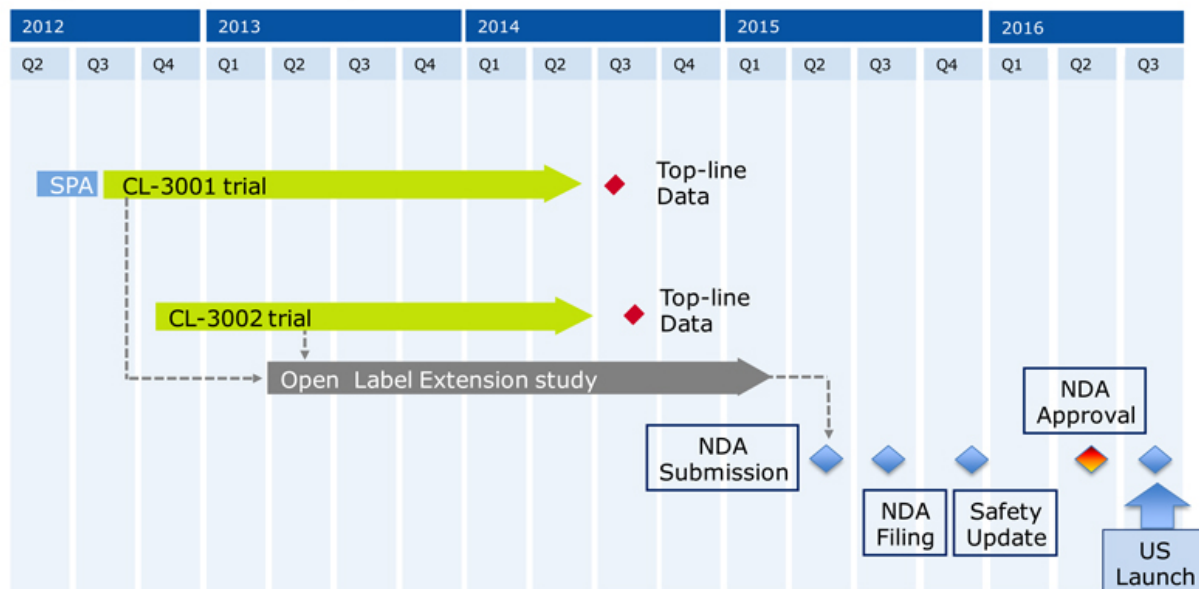 2012 2013 2014 2015 2016
Q2 Q3 Q4 Q1 Q2 Q3 Q4 Q1 Q2 Q3 Q4 Q1 Q2 Q3 Q4 Q1 Q2 Q3
SPA
CL-3001 trial
Top-line
Data
CL-3002 trial
Top-line
Data
Open Label Extension study
NDA
Submission
NDA
Filing
Safety
Update
NDA
Approval
US
Launch